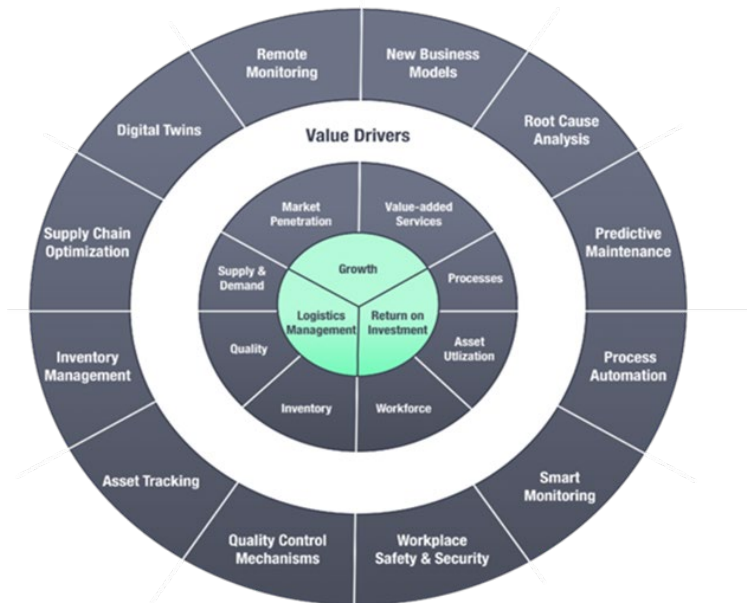 Remote
Monitoring
New Business
Models
Root Cause
Analysis
Predictive
Maintenance
Process
Automation
Smart
Monitoring
Workplace
Safety & Security
Quality Control
Mechanisms
Asset Tracking
Inventory
Management
Supply Chain
Optimization
Digital Twins
Value Drivers
Market
Penetration
Value-added
Services
Processes
Asset
Utlization
Workforce
Inventory
Quality
Supply &
Demand
Growth
Logistics
Management
Return on
Investment